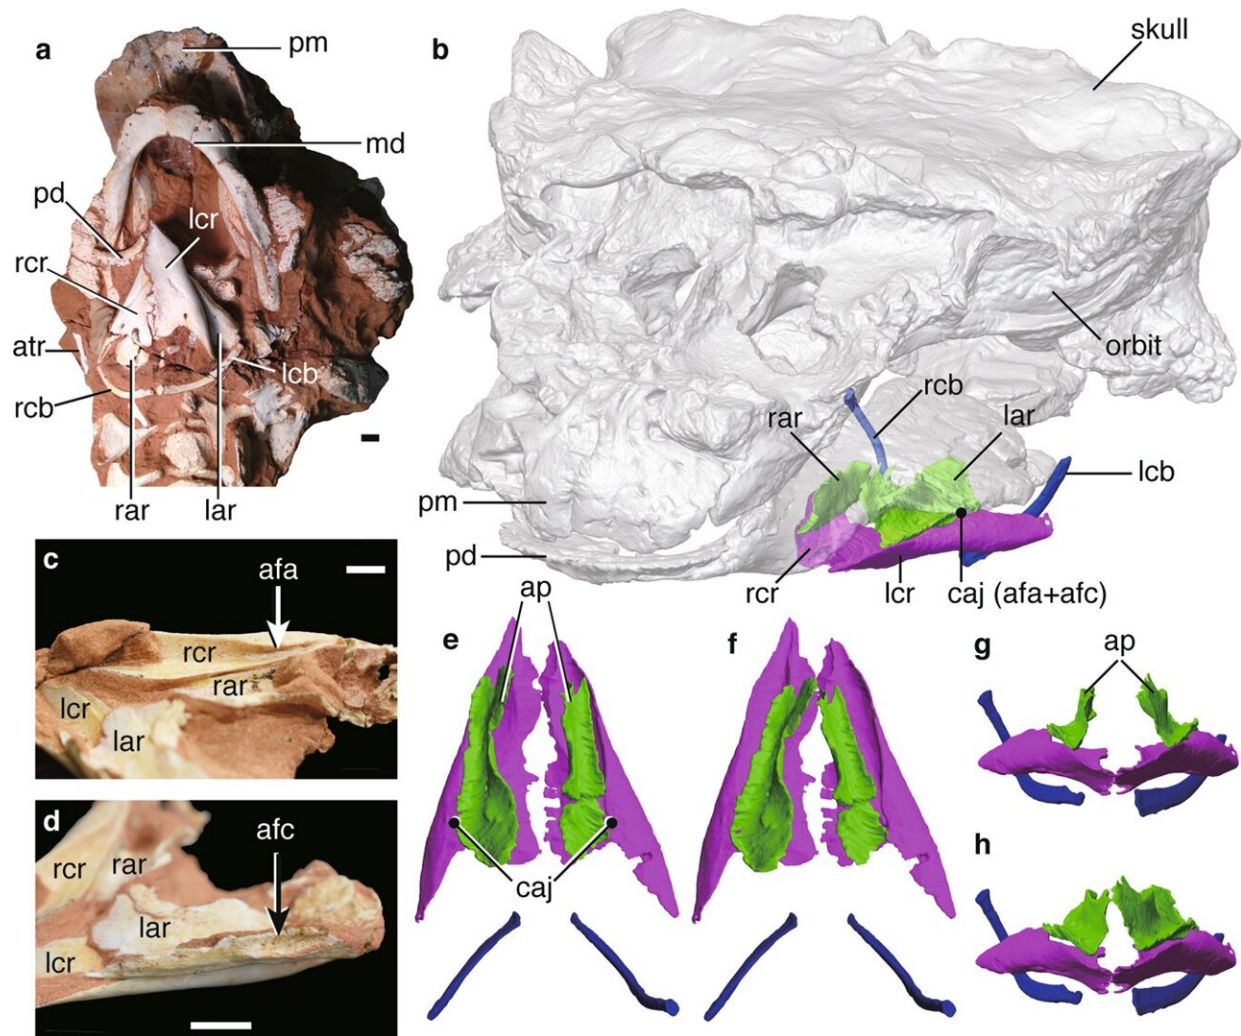 a
pm
md
pd
lcr
rcr
atr
rcb
lcb
rar
lar
b
skull
orbit
rcb
rar
lar
lcb
pm
pd
rcr
lcr
caj (afa+afc)
c
afa
rcr
rar
lcr
lar
d
afc
rcr
rar
lar
lcr
ap
e
caj
f
g
ap
h